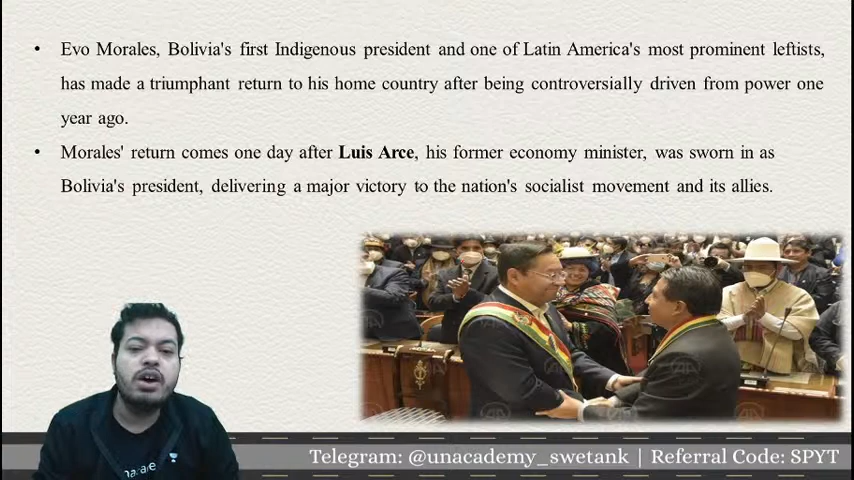 • Evo Morales, Bolivia's first Indigenous president and one of Latin America's most prominent leftists,
has made a triumphant return to his home country after being controversially driven from power one
year ago.
• Morales' return comes one day after Luis Arce, his former economy minister, was sworn in as
Bolivia's president, delivering a major victory to the nation's socialist movement and its allies.
Telegram: @unacademy_swetank | Referral Code: SPYT